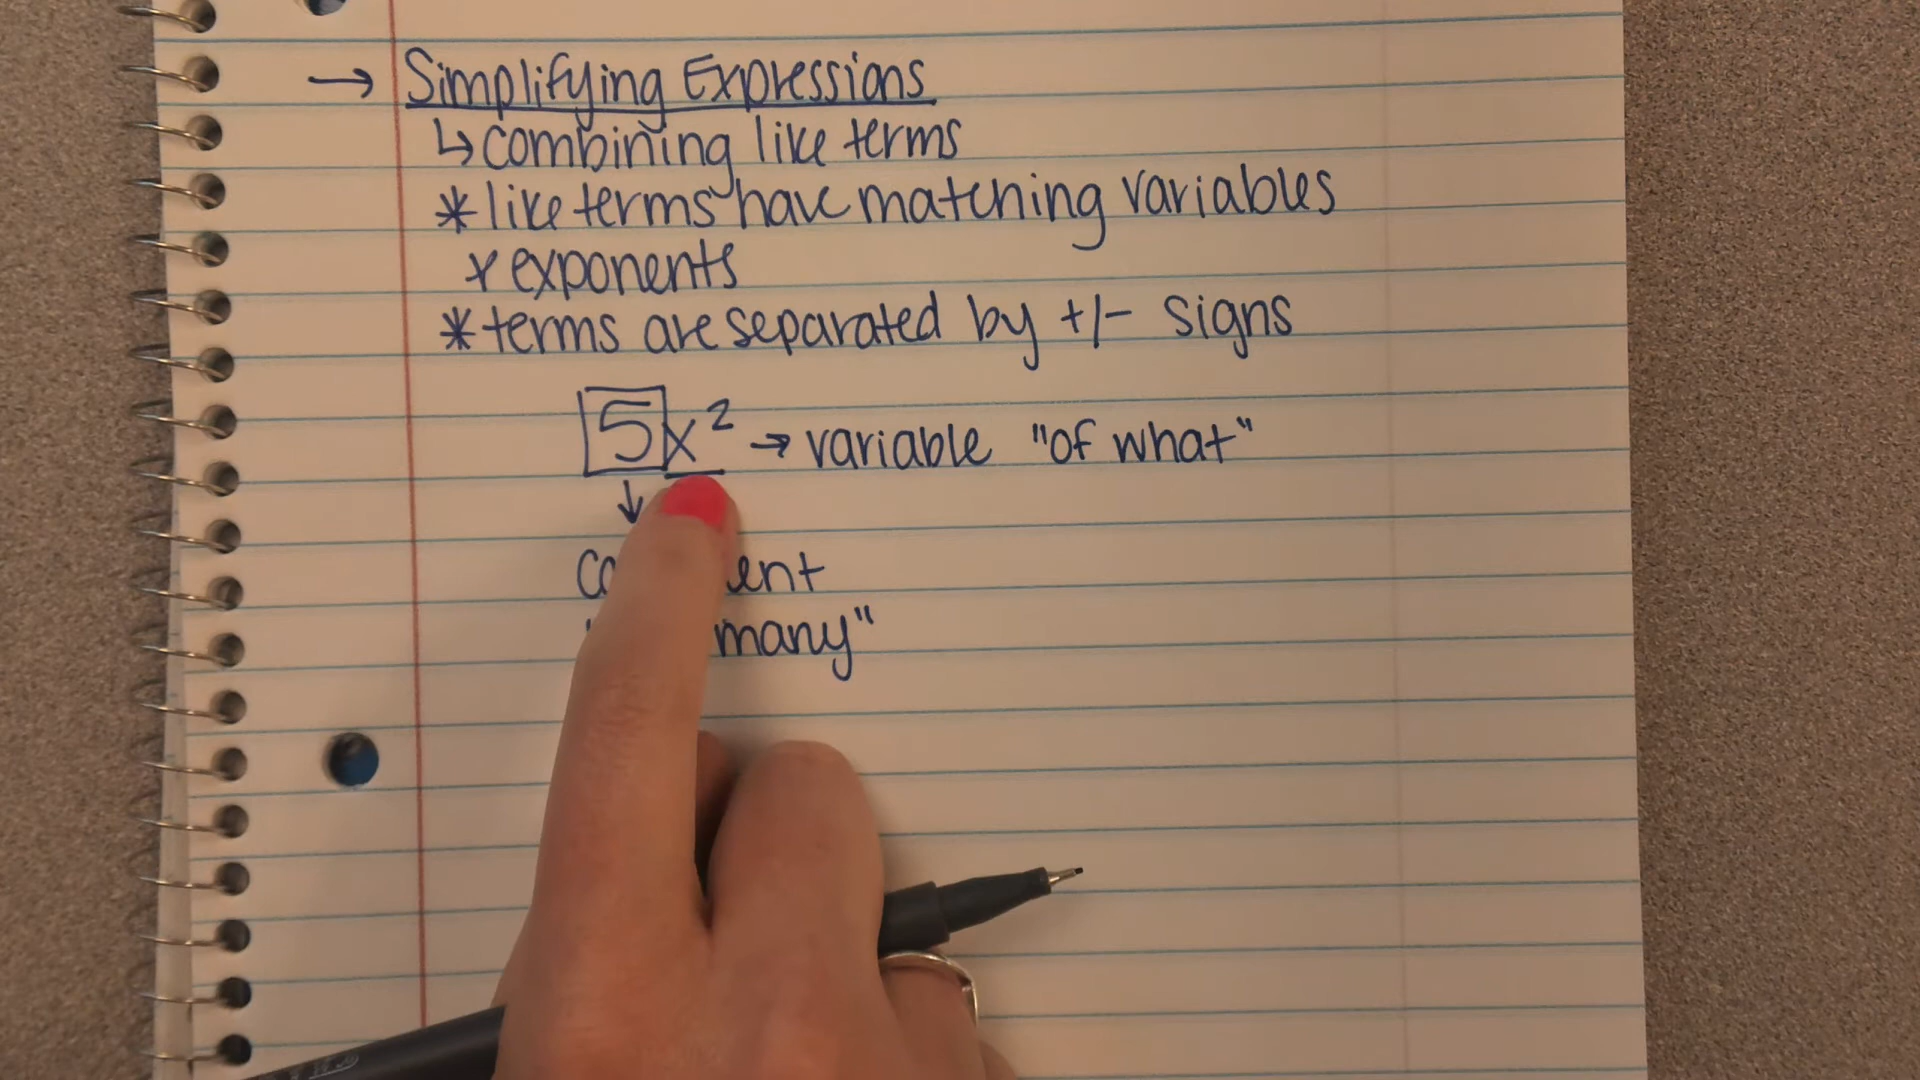 → Simplifying Expressions
↳ combining like terms
* like terms have matching variables
+ exponents
* terms are separated by +/- signs
5x² → variable "of what"
↓
many"